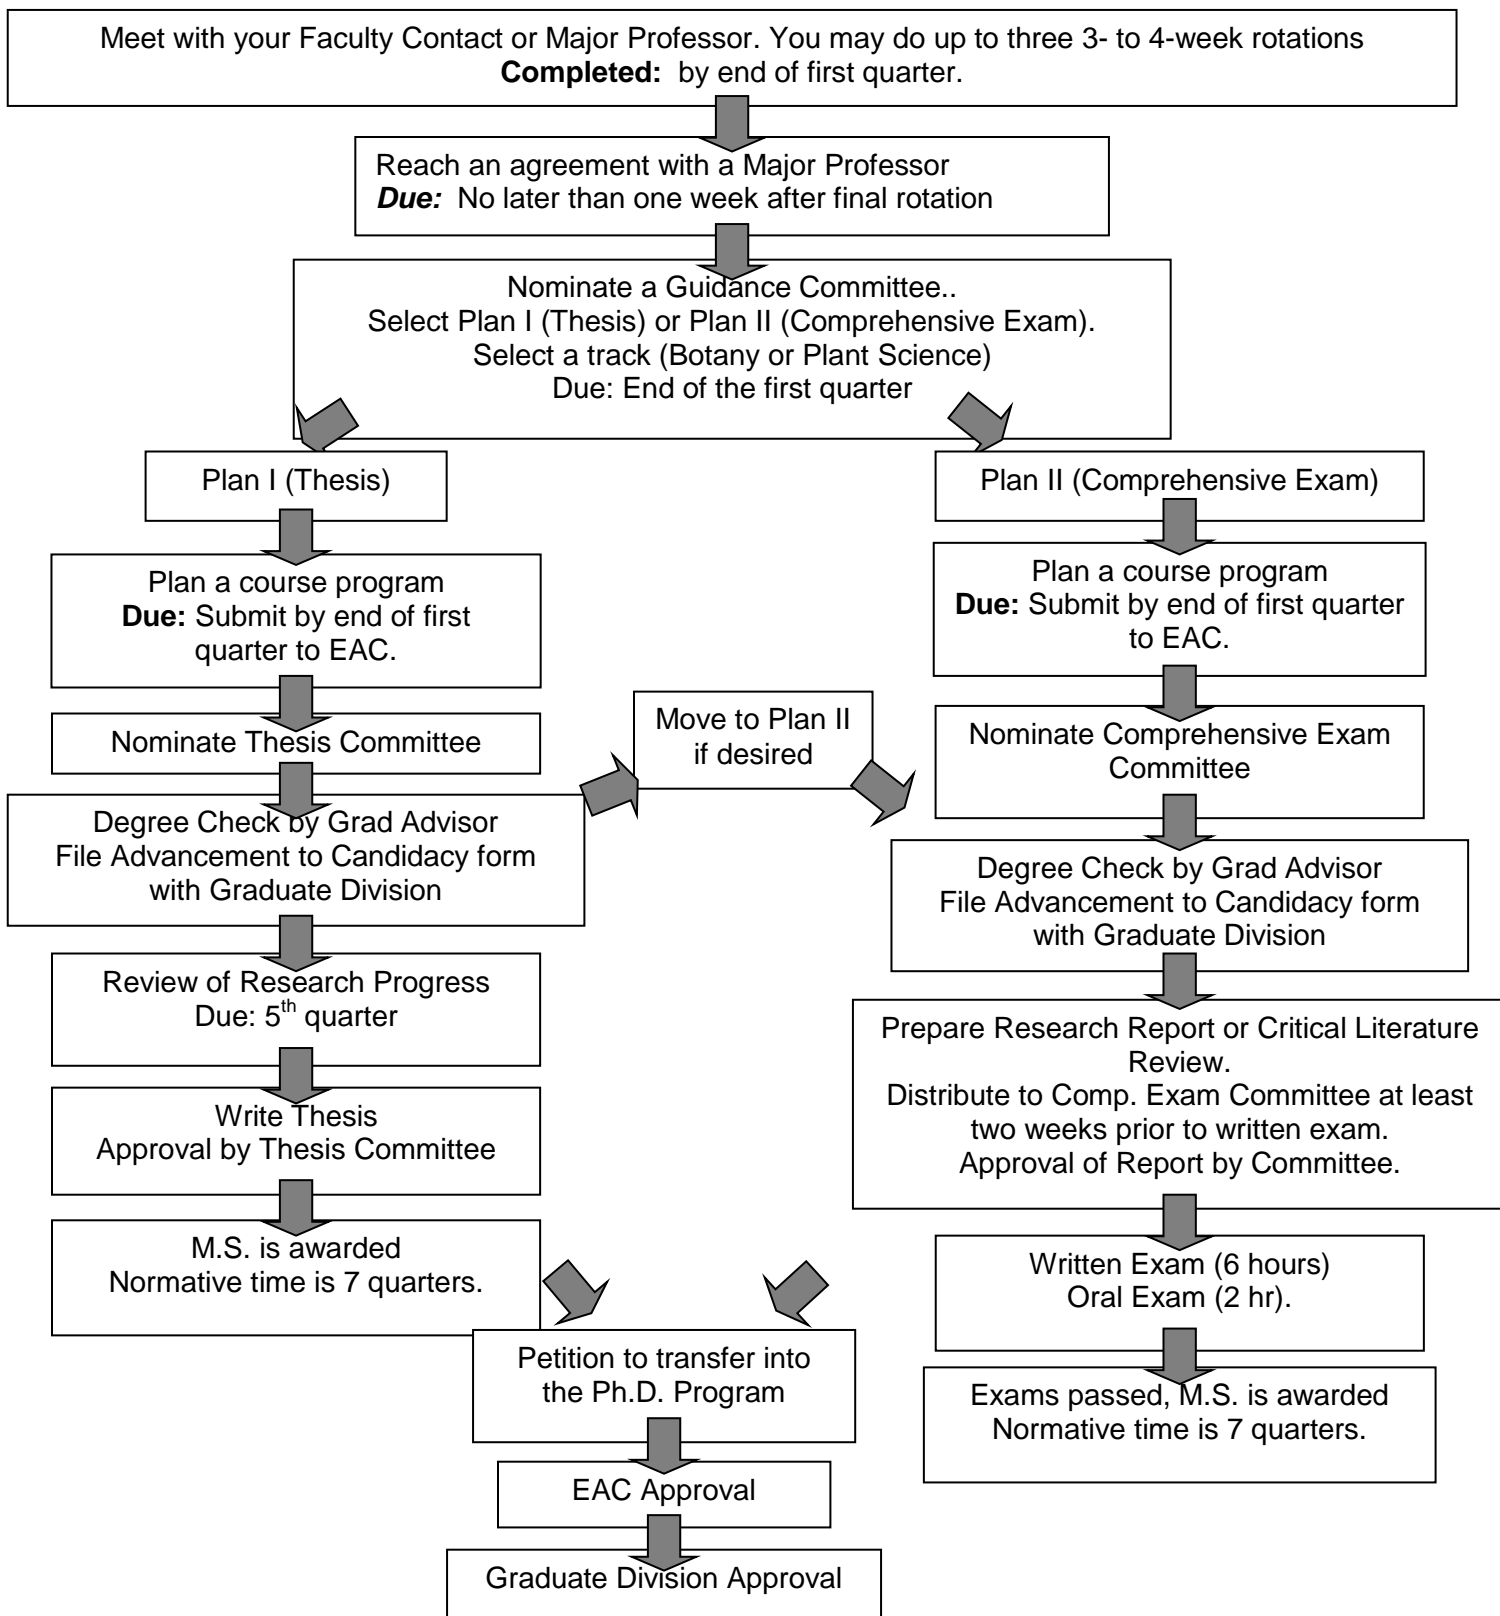 Meet with your Faculty Contact or Major Professor. You may do up to three 3- to 4-week rotations
Completed: by end of first quarter.
Reach an agreement with a Major Professor
Due: No later than one week after final rotation
Nominate a Guidance Committee..
Select Plan I (Thesis) or Plan II (Comprehensive Exam).
Select a track (Botany or Plant Science)
Due: End of the first quarter
Plan I (Thesis)
Plan a course program
Due: Submit by end of first
quarter to EAC.
Nominate Thesis Committee
Degree Check by Grad Advisor
File Advancement to Candidacy form
with Graduate Division
Review of Research Progress
Due: 5th quarter
Write Thesis
Approval by Thesis Committee
M.S. is awarded
Normative time is 7 quarters.
Move to Plan II
if desired
Plan II (Comprehensive Exam)
Plan a course program
Due: Submit by end of first quarter
to EAC.
Nominate Comprehensive Exam
Committee
Degree Check by Grad Advisor
File Advancement to Candidacy form
with Graduate Division
Prepare Research Report or Critical Literature
Review.
Distribute to Comp. Exam Committee at least
two weeks prior to written exam.
Approval of Report by Committee.
Written Exam (6 hours)
Oral Exam (2 hr).
Exams passed, M.S. is awarded
Normative time is 7 quarters.
Petition to transfer into
the Ph.D. Program
EAC Approval
Graduate Division Approval